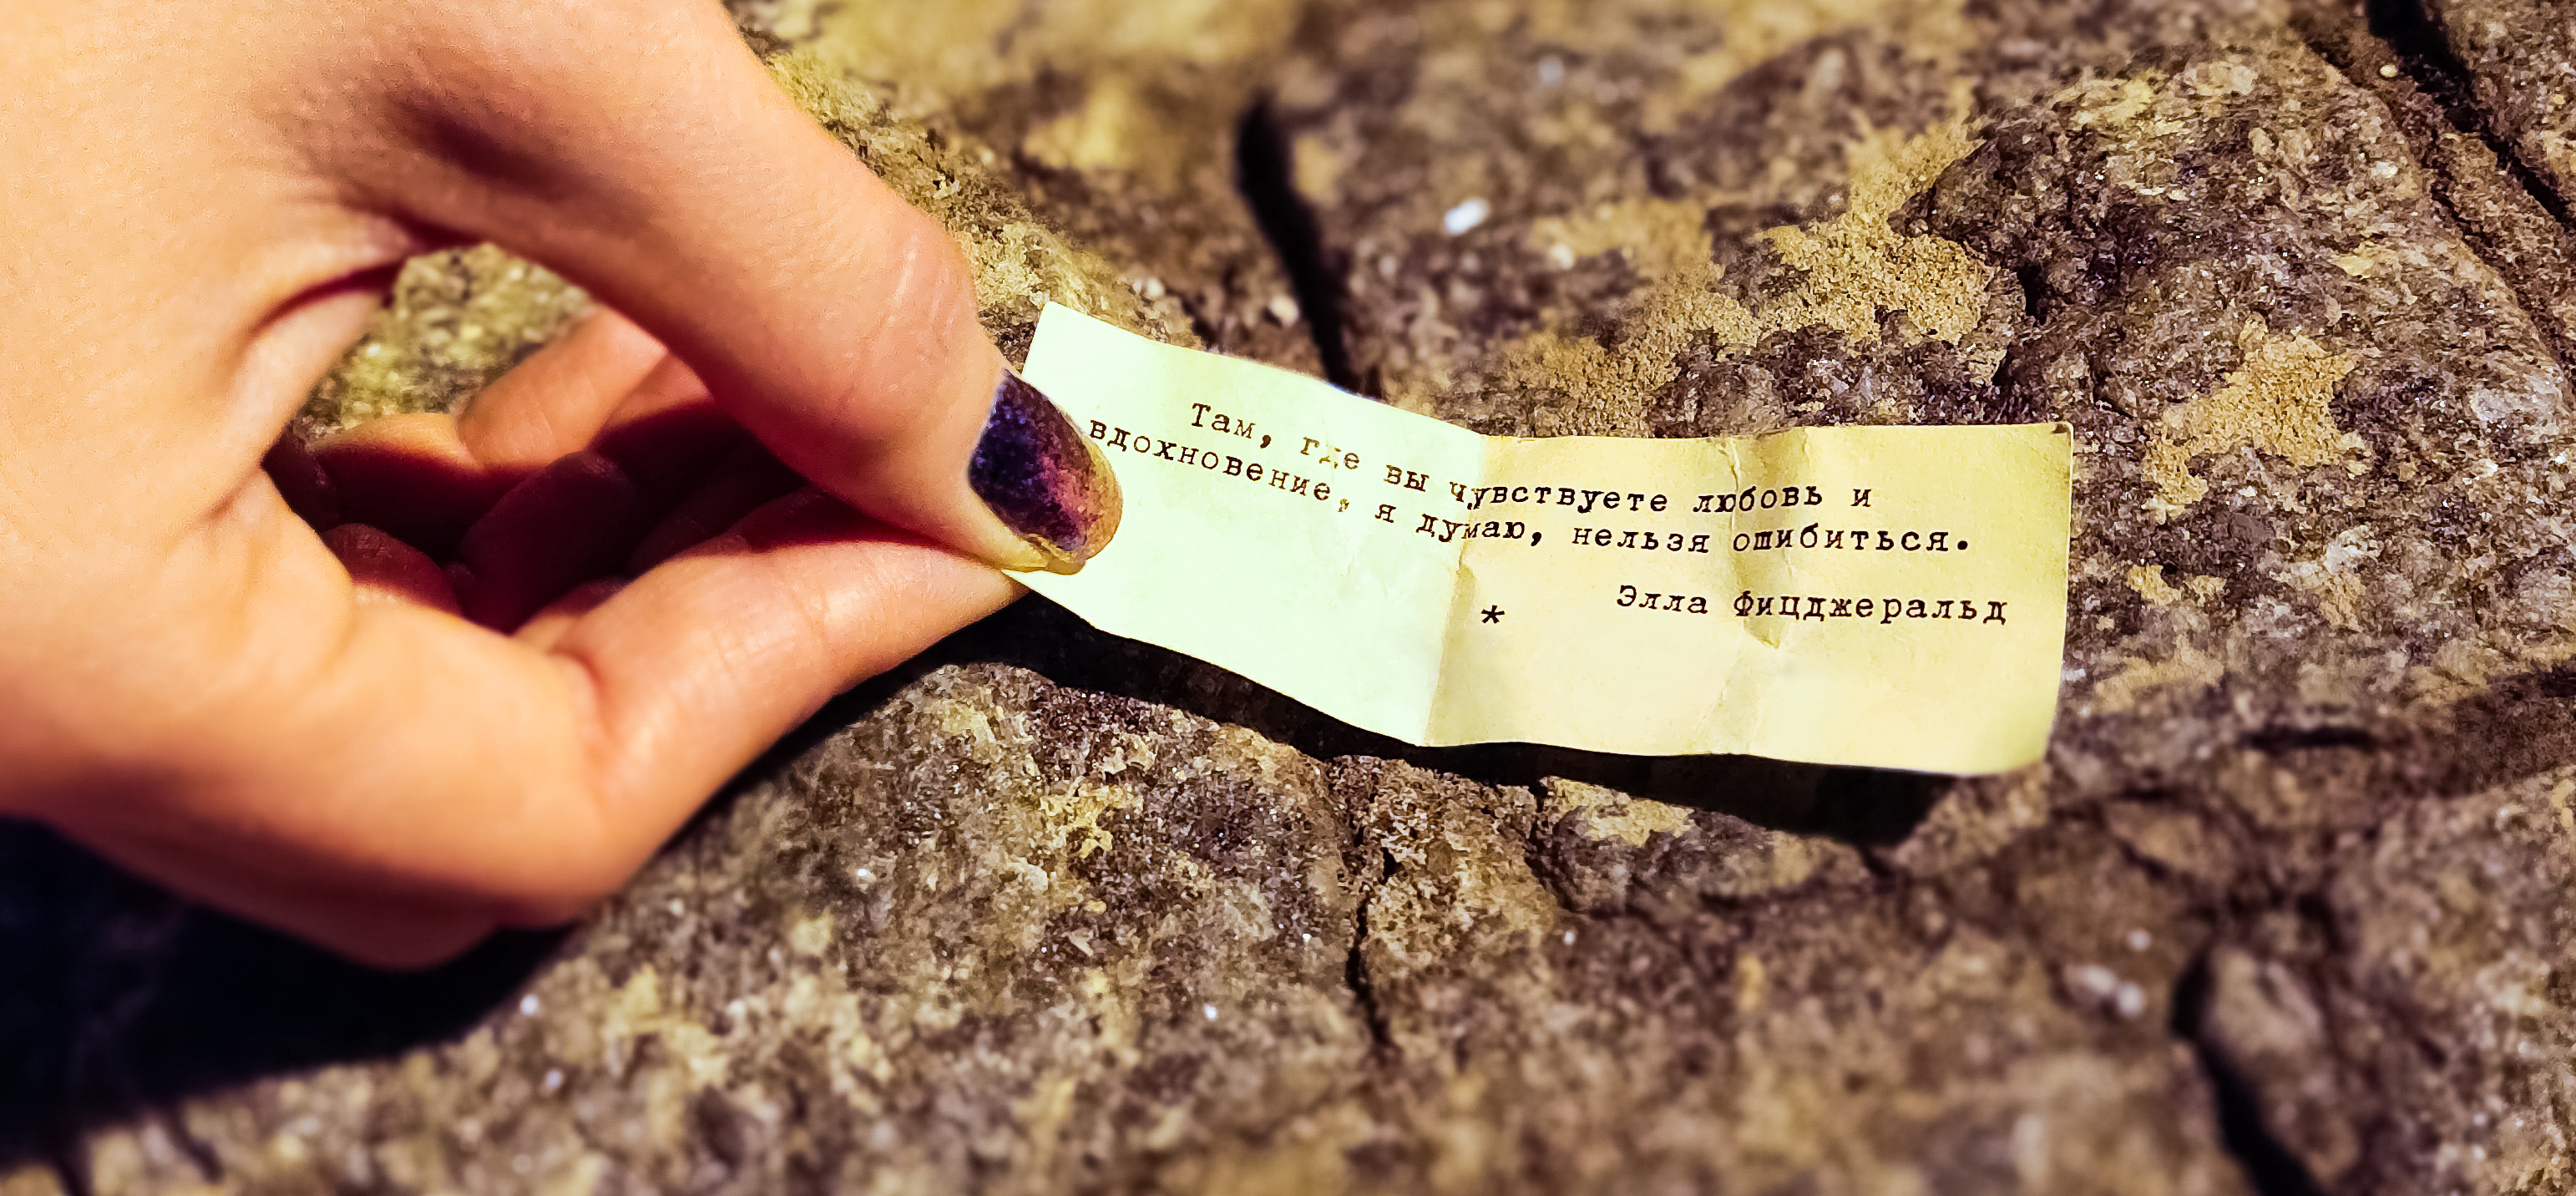 Там, где вы чувствуете любовь и
вдохновение, я думаю, нельзя ошибиться.
Элла Фицджеральд
*